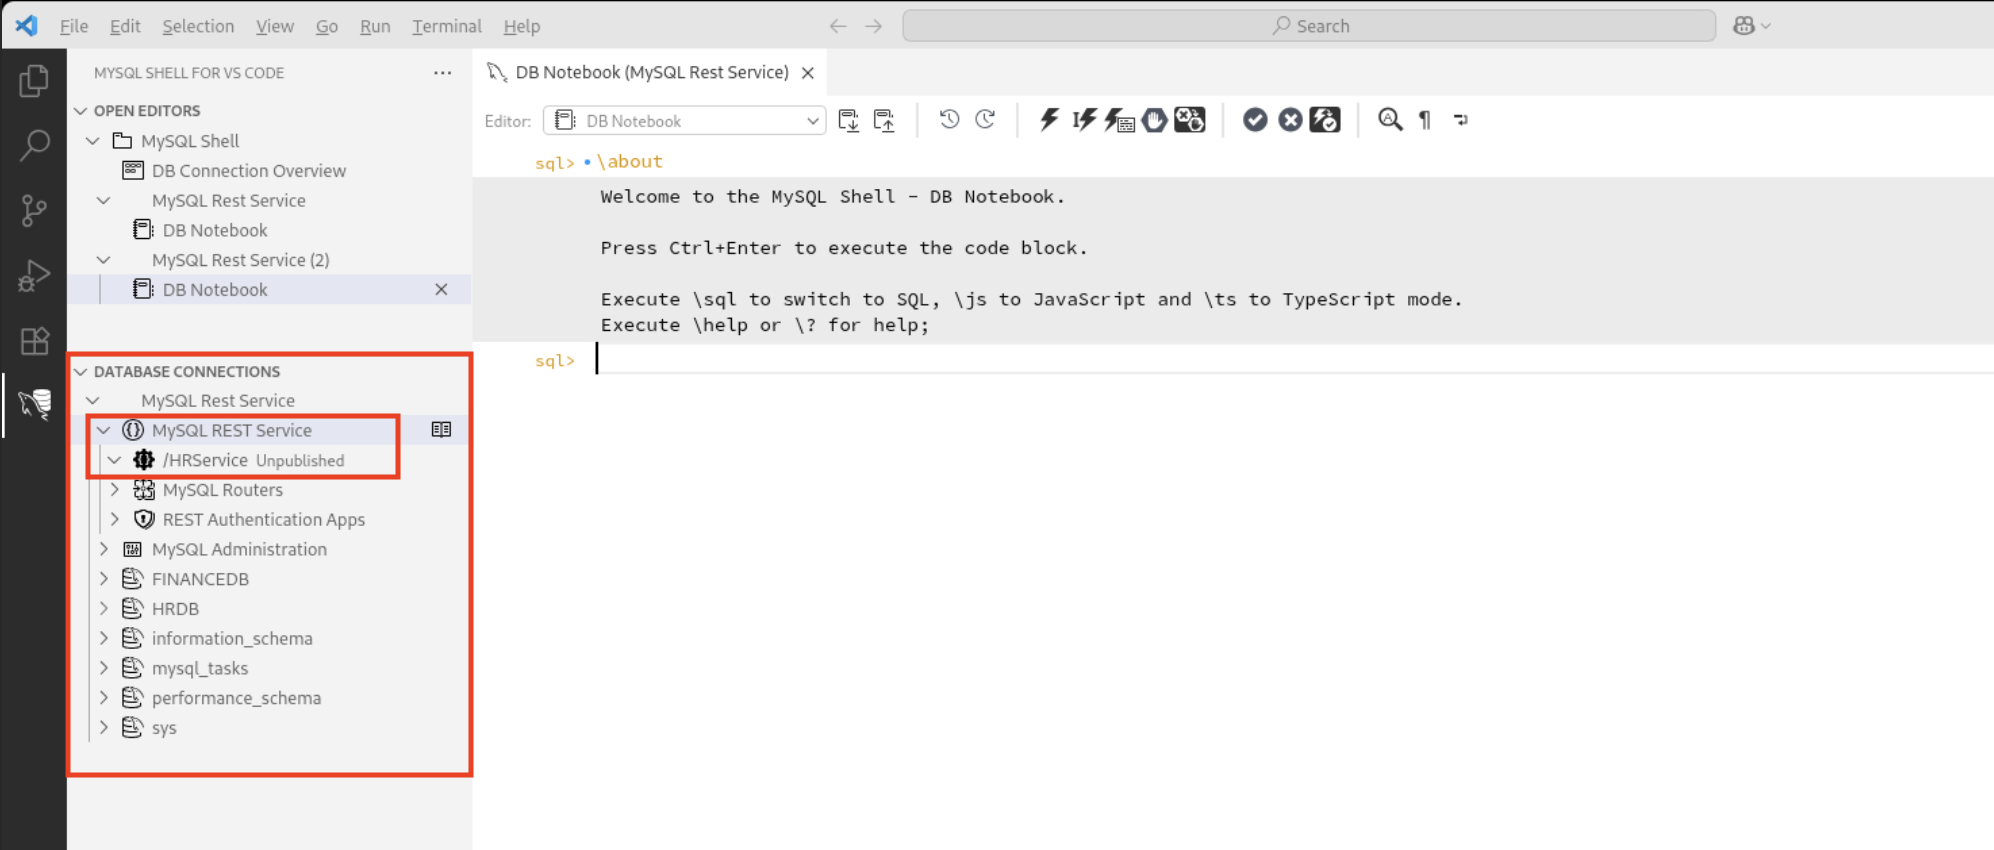 File Edit Selection View Go Run Terminal Help
Search
MYSQL SHELL FOR VS CODE
OPEN EDITORS
MySQL Shell
DB Connection Overview
MySQL Rest Service
DB Notebook
MySQL Rest Service (2)
DB Notebook
DATABASE CONNECTIONS
MySQL Rest Service
MySQL REST Service
/HRService Unpublished
MySQL Routers
REST Authentication Apps
MySQL Administration
FINANCEDB
HRDB
information_schema
mysql_tasks
performance_schema
sys
DB Notebook (MySQL Rest Service)
Editor: DB Notebook
sql> \about
Welcome to the MySQL Shell - DB Notebook.
Press Ctrl+Enter to execute the code block.
Execute \sql to switch to SQL, \js to JavaScript and \ts to TypeScript mode.
Execute \help or \? for help;
sql>